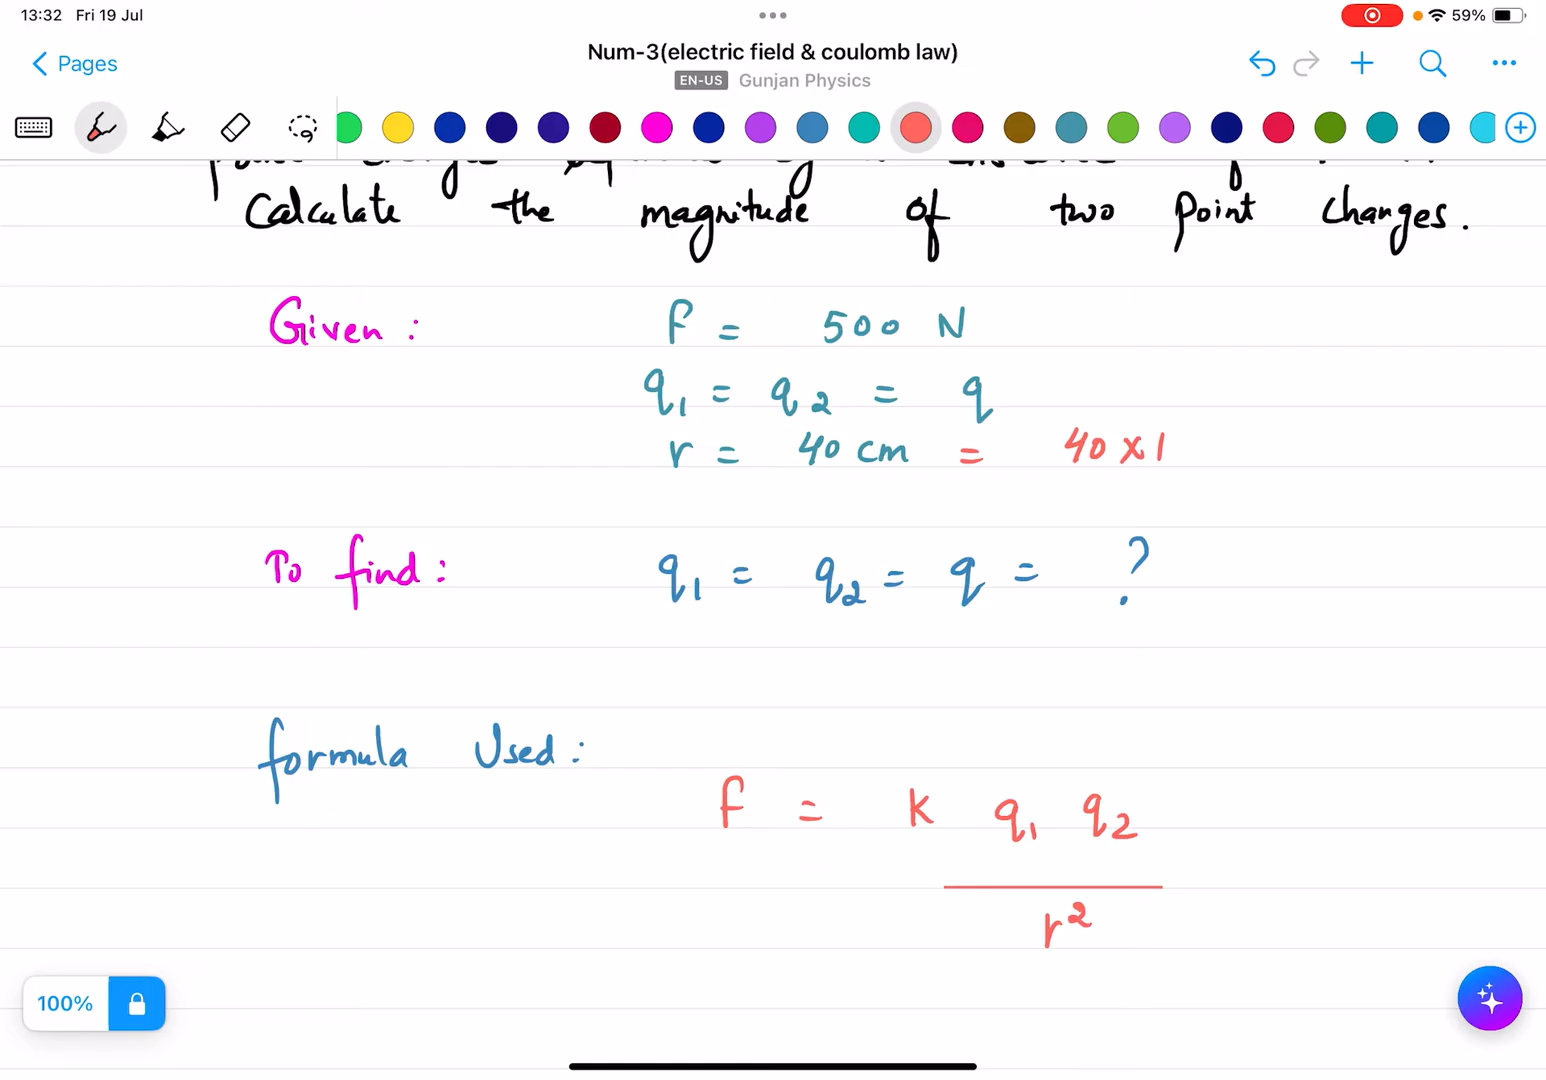 13:32 Fri 19 Jul
59%
Pages
Num-3(electric field & coulomb law)
EN-US Gunjan Physics
Calculate the magnitude of two Point changes.
Given :
F = 500 N
q1 = q2 = q
r = 40 cm = 40 x 1
To find :
q1 = q2 = q = ?
formula Used :
F = K q1 q2
r2
100%